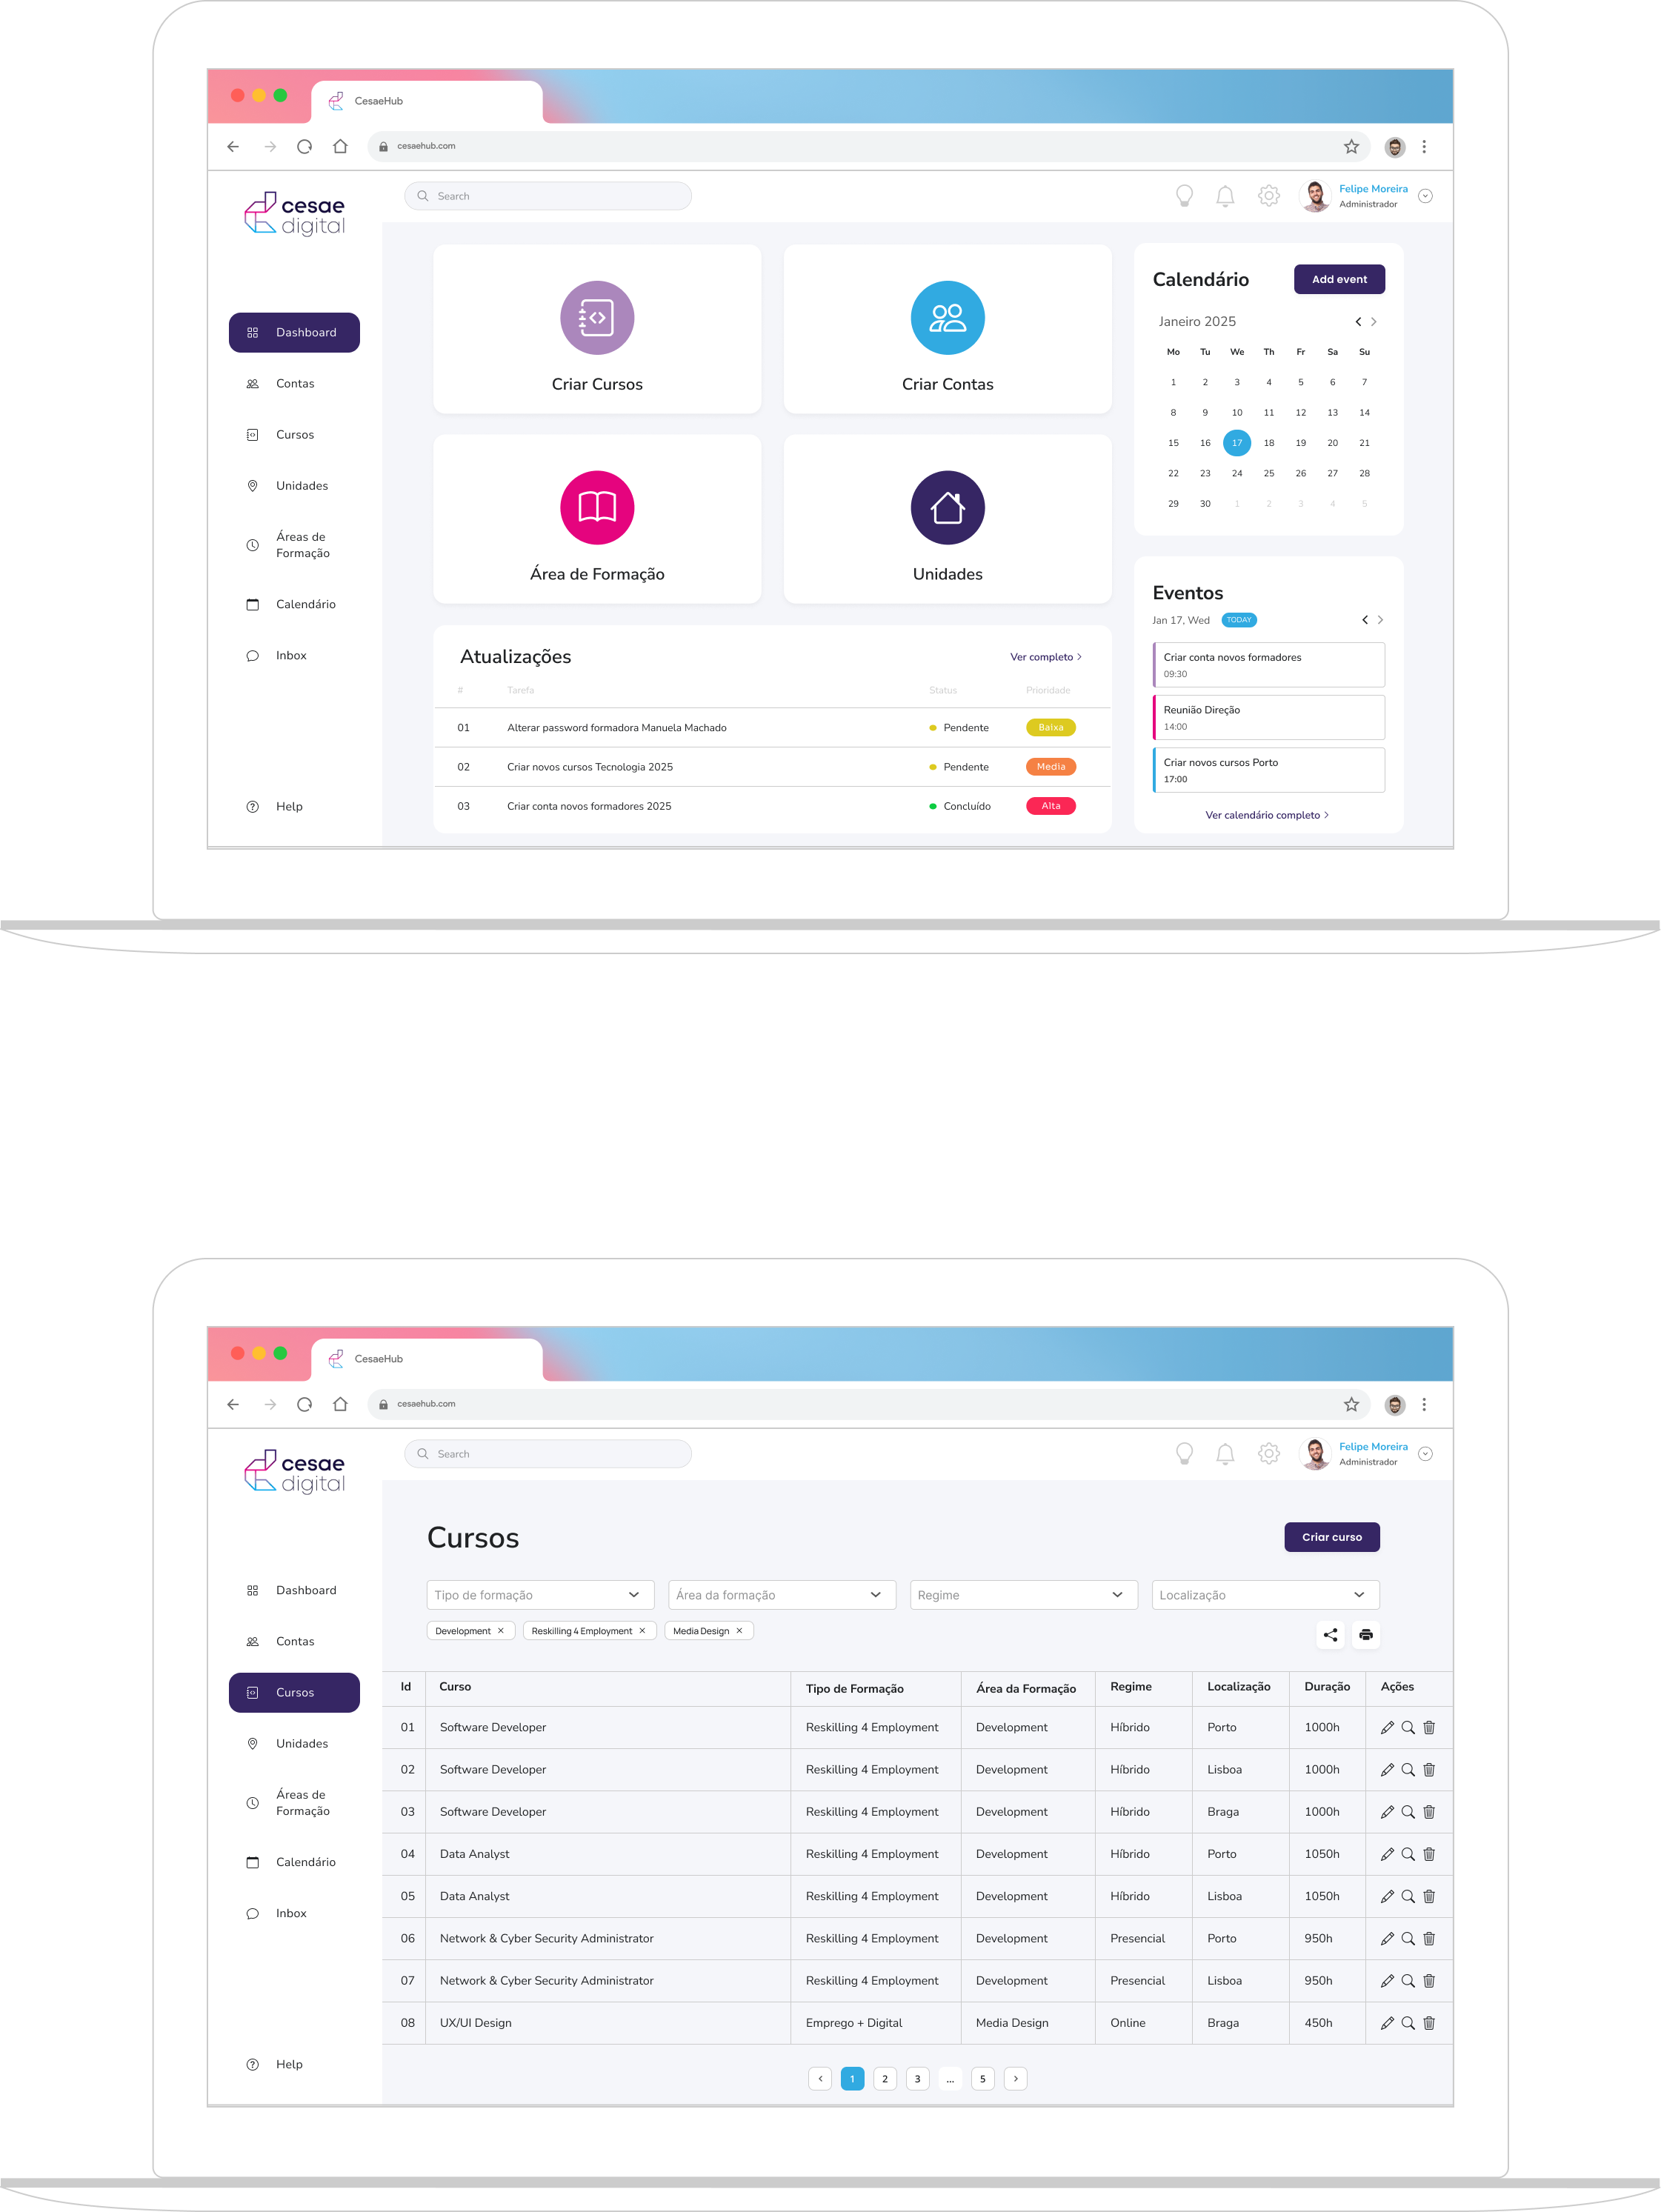 CesaeHub
cesaehub.com
cesae
digital
Search
Felipe Moreira
Administrador
Dashboard
Contas
Cursos
Unidades
Áreas de
Formação
Calendário
Inbox
Help
Criar Cursos
Criar Contas
Área de Formação
Unidades
Atualizações
Ver completo
# Tarefa Status Prioridade
01 Alterar password formadora Manuela Machado Pendente Baixa
02 Criar novos cursos Tecnologia 2025 Pendente Media
03 Criar conta novos formadores 2025 Concluído Alta
Calendário
Add event
Janeiro 2025
Mo Tu We Th Fr Sa Su
1 2 3 4 5 6 7
8 9 10 11 12 13 14
15 16 17 18 19 20 21
22 23 24 25 26 27 28
29 30 1 2 3 4 5
Eventos
Jan 17, Wed TODAY
Criar conta novos formadores
09:30
Reunião Direção
14:00
Criar novos cursos Porto
17:00
Ver calendário completo
CesaeHub
cesaehub.com
cesae
digital
Search
Felipe Moreira
Administrador
Dashboard
Contas
Cursos
Unidades
Áreas de
Formação
Calendário
Inbox
Help
Cursos
Criar curso
Tipo de formação Área da formação Regime Localização
Development Reskilling 4 Employment Media Design
Id Curso Tipo de Formação Área da Formação Regime Localização Duração Ações
01 Software Developer Reskilling 4 Employment Development Híbrido Porto 1000h
02 Software Developer Reskilling 4 Employment Development Híbrido Lisboa 1000h
03 Software Developer Reskilling 4 Employment Development Híbrido Braga 1000h
04 Data Analyst Reskilling 4 Employment Development Híbrido Porto 1050h
05 Data Analyst Reskilling 4 Employment Development Híbrido Lisboa 1050h
06 Network & Cyber Security Administrator Reskilling 4 Employment Development Presencial Porto 950h
07 Network & Cyber Security Administrator Reskilling 4 Employment Development Presencial Lisboa 950h
08 UX/UI Design Emprego + Digital Media Design Online Braga 450h
1 2 3 ... 5